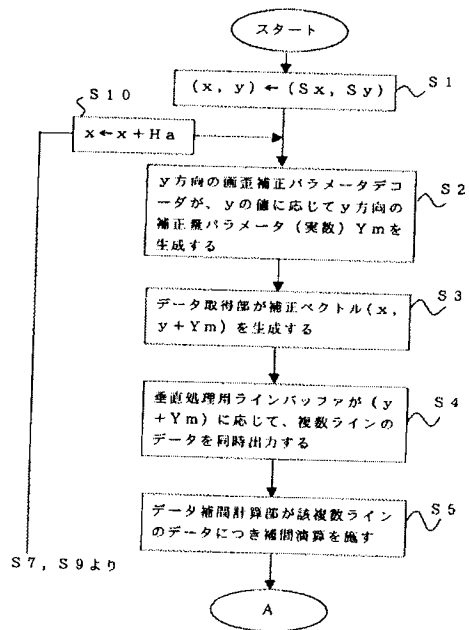 スタート
(x, y) ← (Sx, Sy)
S1
S10
x←x+Ha
y方向の画歪補正パラメータデコ
ーダが、yの値に応じてy方向の
補正量パラメータ(実数)Ymを
生成する
S2
データ取得部が補正ベクトル(x,
y+Ym)を生成する
S3
垂直処理用ラインバッファが(y
+Ym)に応じて、複数ラインの
データを同時出力する
S4
データ補間計算部が該複数ライン
のデータにつき補間演算を施す
S5
S7, S9より
A